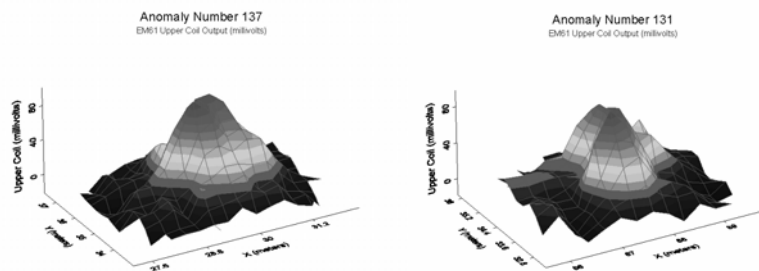 Anomaly Number 137
EM61 Upper Coil Output (millivolts)
Upper Coil (millivolts)
80
40
0
Y (meters)
X (meters)
27.5
28.8
30
31.2
Anomaly Number 131
EM61 Upper Coil Output (millivolts)
Upper Coil (millivolts)
80
40
0
Y (meters)
X (meters)